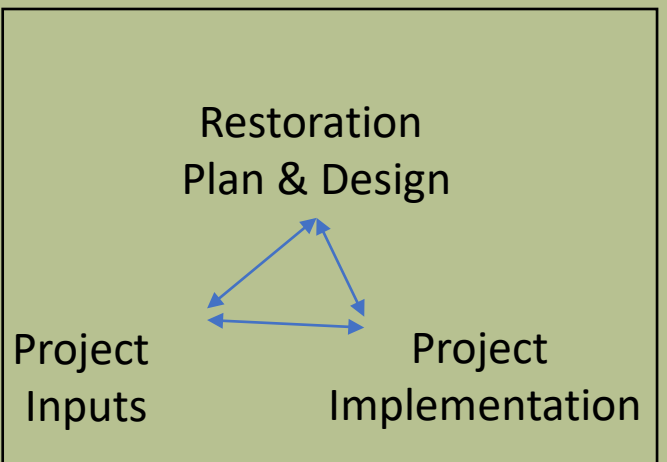 Restoration
Plan & Design
Project
Inputs
Project
Implementation